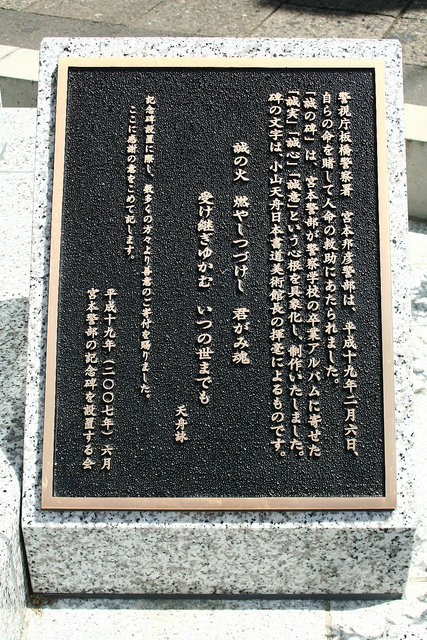 警視庁板橋警察署　宮本邦彦警部は、平成十九年二月六日、
自らの命を賭して人命の救助にあたられました。
「誠の碑」は、宮本警部が警察学校の卒業アルバムに寄せた
「誠実」「誠心」「誠意」という心根を具象化し、制作いたしました。
碑の文字は、小山天舟日本書道美術館長の揮毫によるものです。
誠の火　燃やしつづけし　君がみ魂
受け継ぎゆかむ　いつの世までも
天舟詠
記念碑設置に際し、数多くの方々より善意のご寄付を賜りました。
ここに感謝の意をこめて記します。
平成十九年（二〇〇七年）六月
宮本警部の記念碑を設置する会